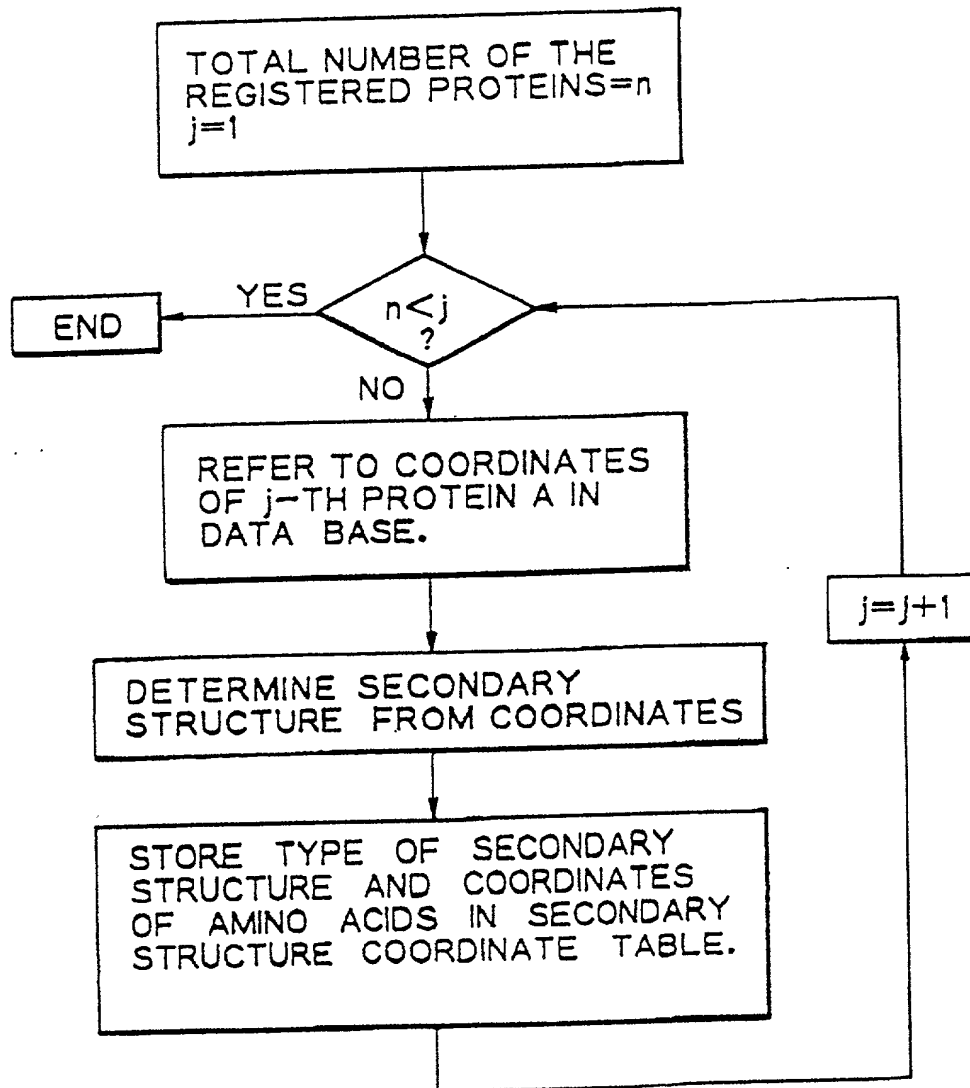 TOTAL NUMBER OF THE
REGISTERED PROTEINS=n
j=1
YES
n<j
?
END
NO
REFER TO COORDINATES
OF j-TH PROTEIN A IN
DATA BASE.
j=j+1
DETERMINE SECONDARY
STRUCTURE FROM COORDINATES
STORE TYPE OF SECONDARY
STRUCTURE AND COORDINATES
OF AMINO ACIDS IN SECONDARY
STRUCTURE COORDINATE TABLE.